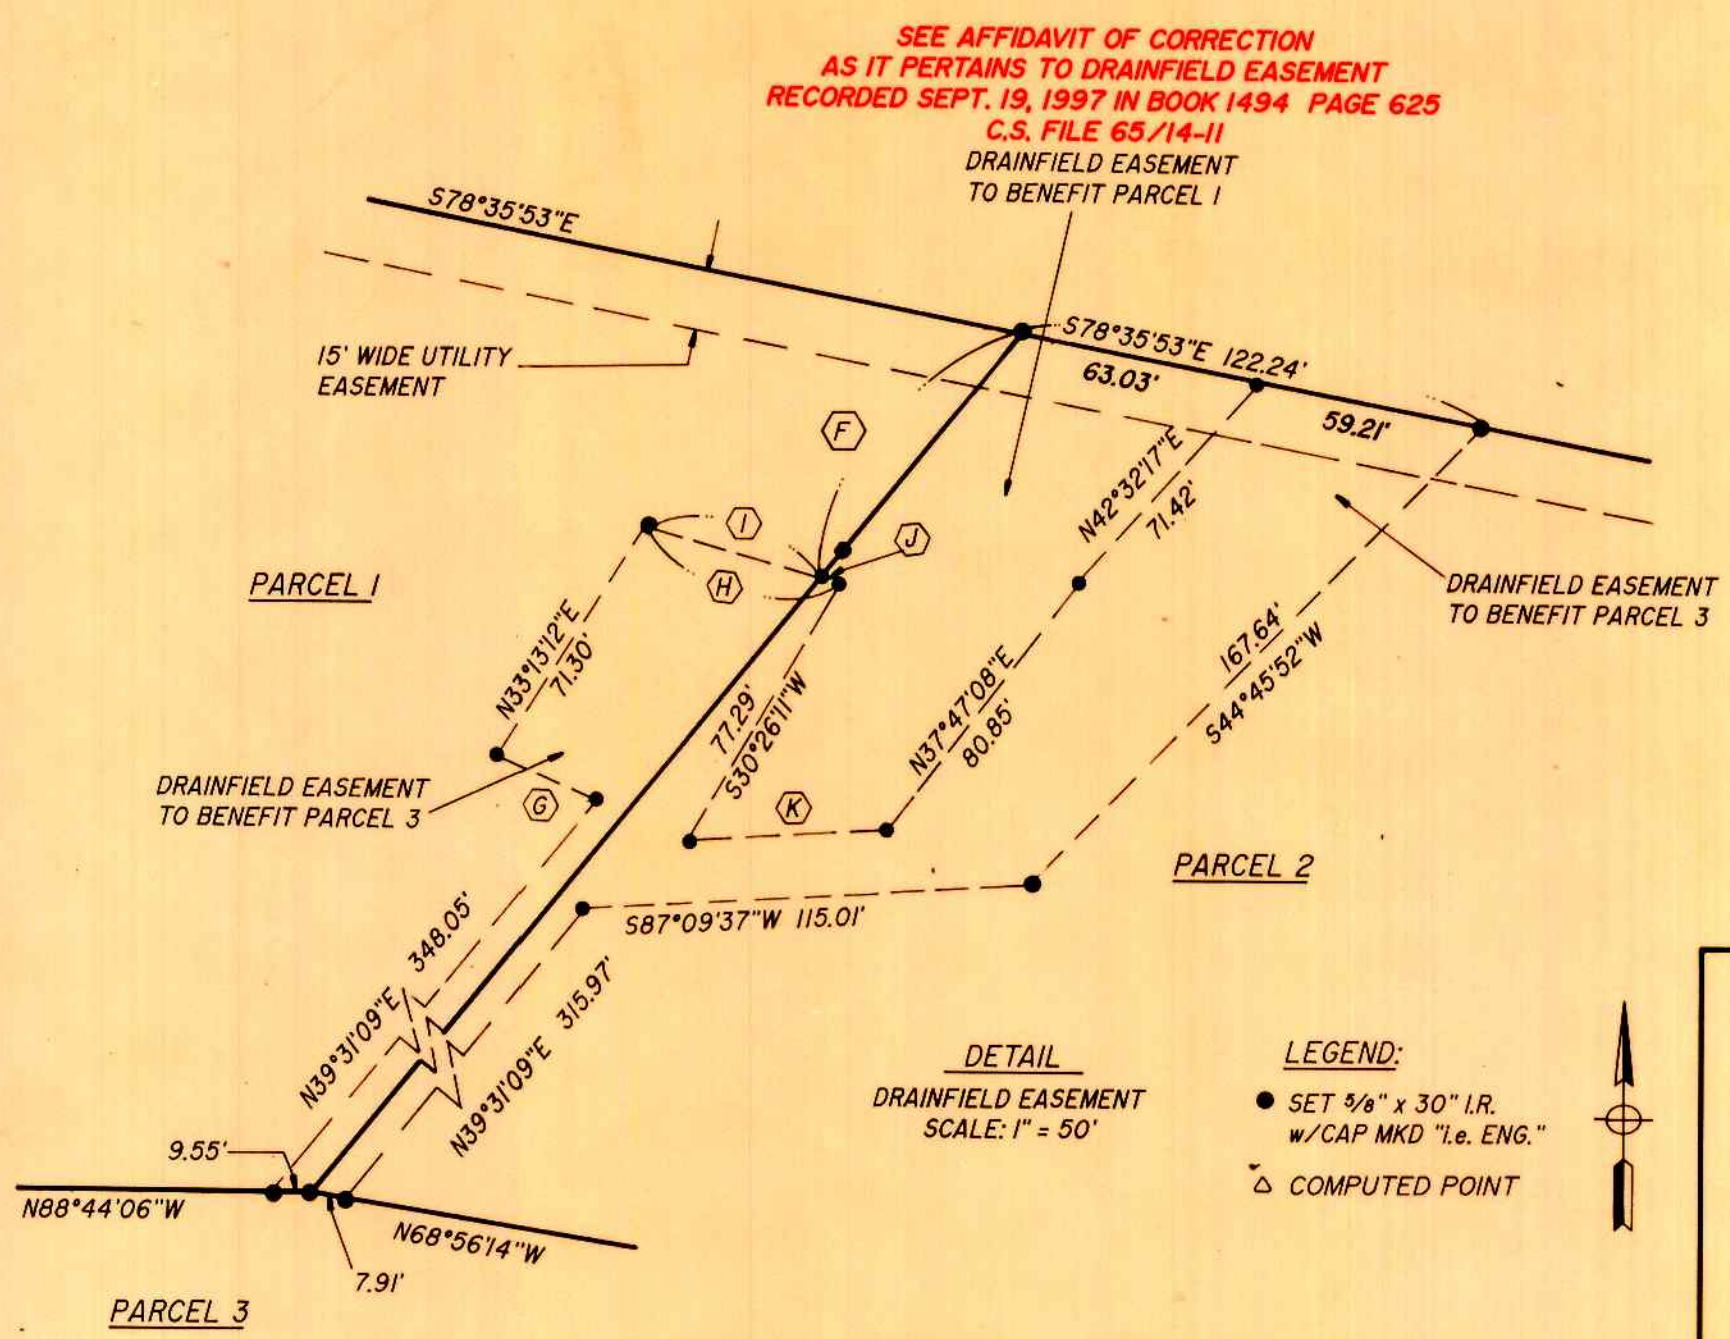 SEE AFFIDAVIT OF CORRECTION
AS IT PERTAINS TO DRAINFIELD EASEMENT
RECORDED SEPT. 19, 1997 IN BOOK 1494 PAGE 625
C.S. FILE 65/14-11
DRAINFIELD EASEMENT
TO BENEFIT PARCEL 1
S78°35'53"E
15' WIDE UTILITY
EASEMENT
S78°35'53"E 122.24'
63.03'
59.21'
F
N42°32'17"E
71.42'
I
J
H
PARCEL 1
DRAINFIELD EASEMENT
TO BENEFIT PARCEL 3
N33°13'12"E
71.30'
167.64'
S44°45'52"W
77.29'
S30°26'11"W
N37°47'08"E
80.85'
DRAINFIELD EASEMENT
TO BENEFIT PARCEL 3
G
K
PARCEL 2
S87°09'37"W 115.01'
N39°31'09"E 348.05'
N39°31'09"E 315.97'
DETAIL
DRAINFIELD EASEMENT
SCALE: 1" = 50'
LEGEND:
SET 5/8" x 30" I.R.
w/CAP MKD "i.e. ENG."
COMPUTED POINT
9.55'
N88°44'06"W
N68°56'14"W
7.91'
PARCEL 3